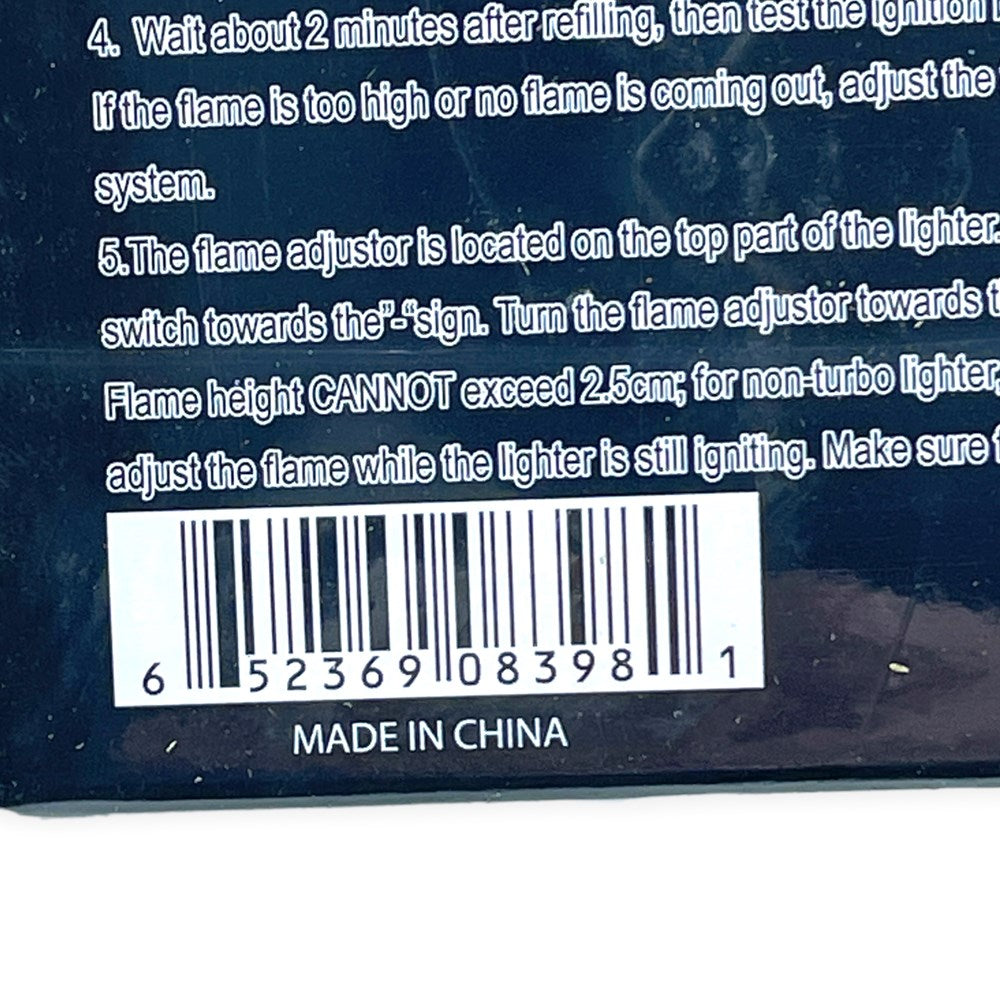 4. Wait about 2 minutes after refilling, then test the ignition
If the flame is too high or no flame is coming out, adjust the
system.
5.The flame adjustor is located on the top part of the lighter.
switch towards the”-“sign. Turn the flame adjustor towards
Flame height CANNOT exceed 2.5cm; for non-turbo lighter,
adjust the flame while the lighter is still igniting. Make sure
6 52369 08398 1
MADE IN CHINA